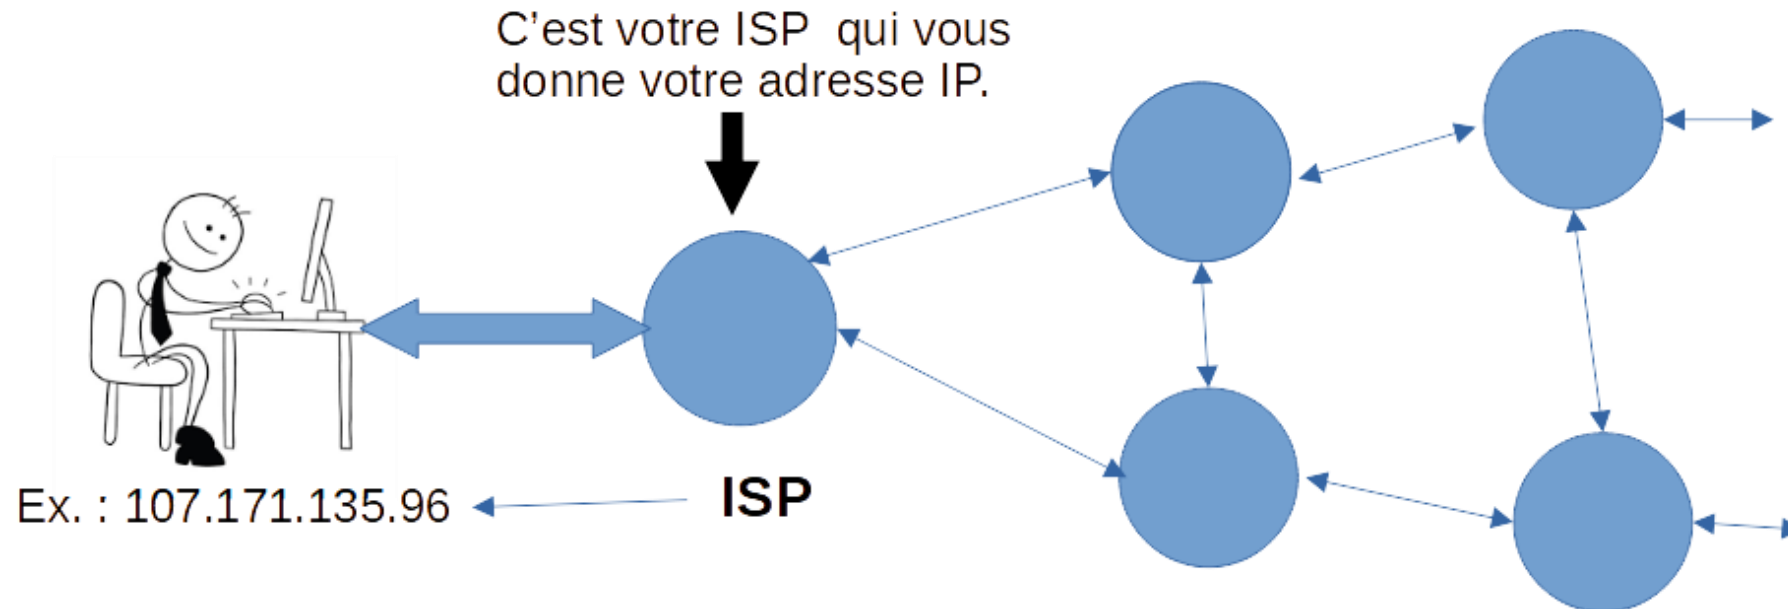 C’est votre ISP qui vous
donne votre adresse IP.
Ex. : 107.171.135.96
ISP